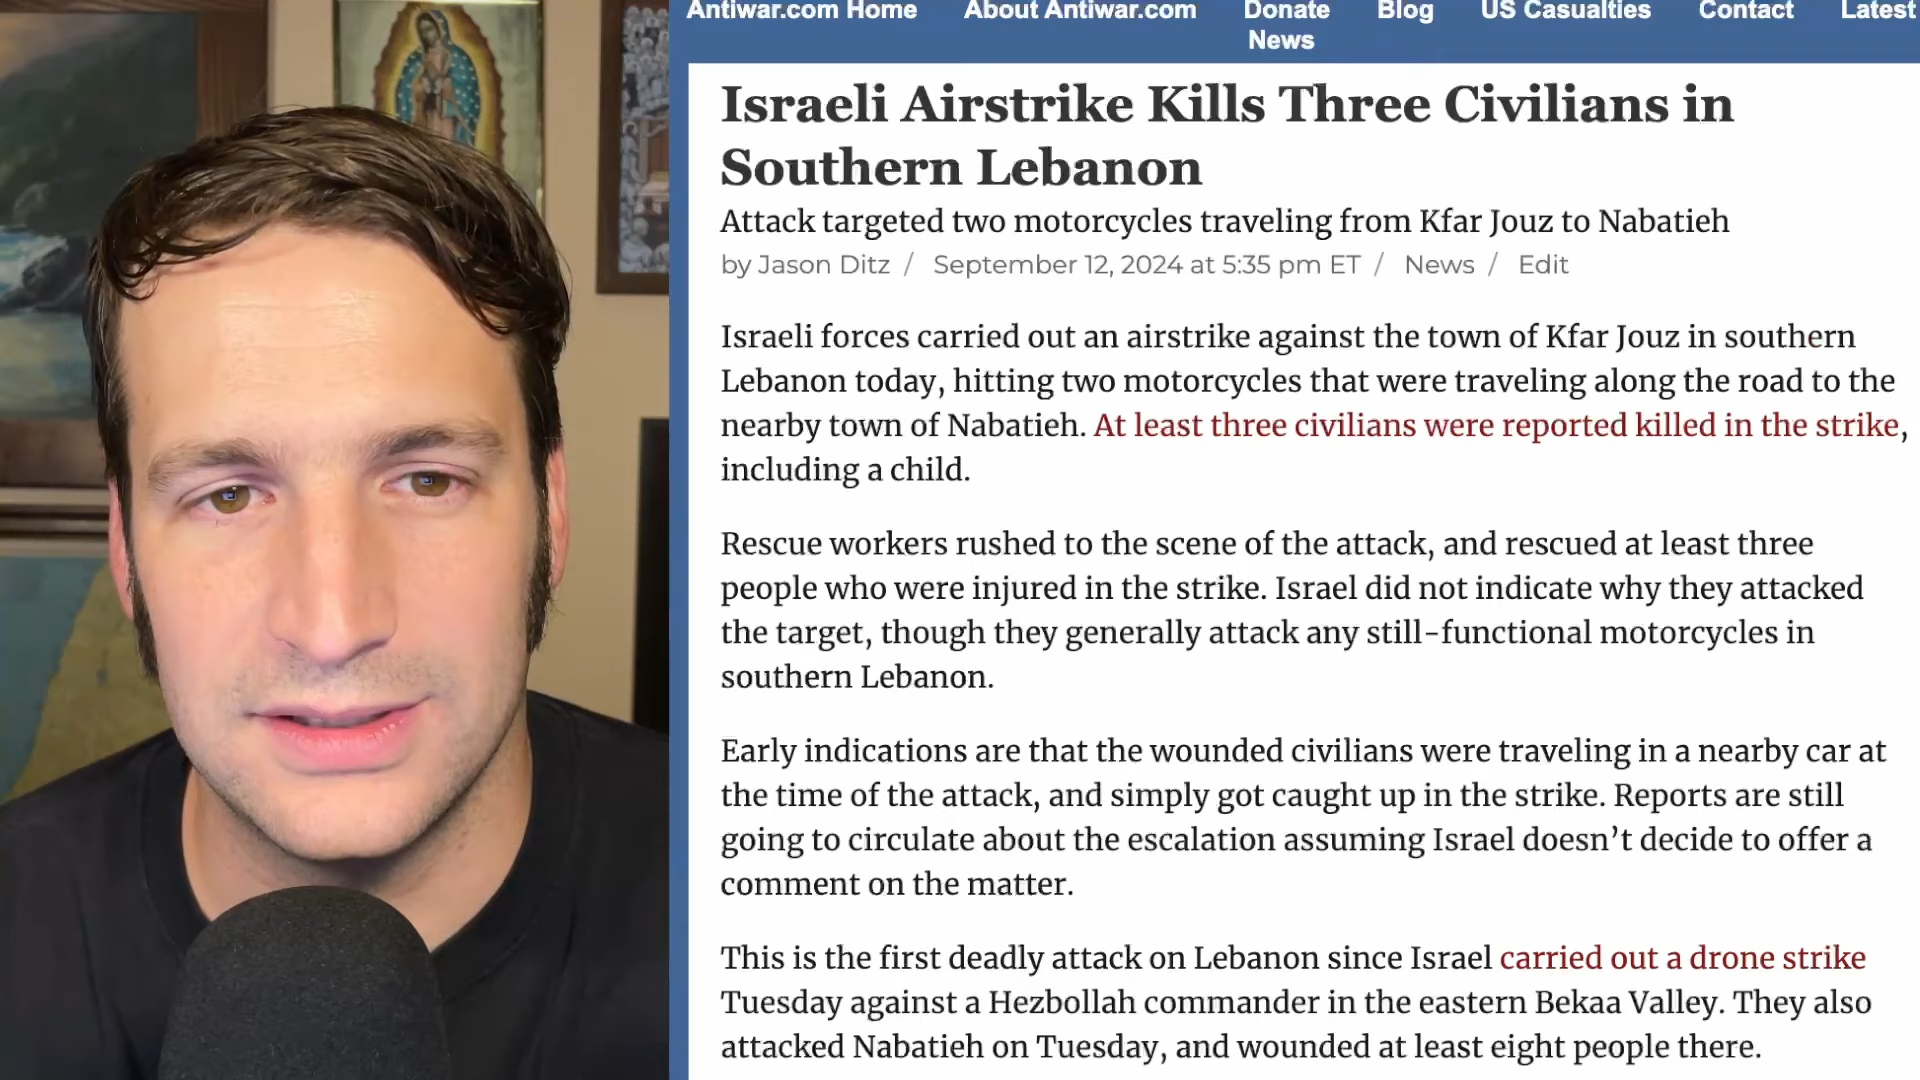 Antiwar.com Home About Antiwar.com Donate Blog US Casualties Contact Latest
News
Israeli Airstrike Kills Three Civilians in
Southern Lebanon
Attack targeted two motorcycles traveling from Kfar Jouz to Nabatieh
by Jason Ditz / September 12, 2024 at 5:35 pm ET / News / Edit
Israeli forces carried out an airstrike against the town of Kfar Jouz in southern
Lebanon today, hitting two motorcycles that were traveling along the road to the
nearby town of Nabatieh. At least three civilians were reported killed in the strike,
including a child.
Rescue workers rushed to the scene of the attack, and rescued at least three
people who were injured in the strike. Israel did not indicate why they attacked
the target, though they generally attack any still-functional motorcycles in
southern Lebanon.
Early indications are that the wounded civilians were traveling in a nearby car at
the time of the attack, and simply got caught up in the strike. Reports are still
going to circulate about the escalation assuming Israel doesn’t decide to offer a
comment on the matter.
This is the first deadly attack on Lebanon since Israel carried out a drone strike
Tuesday against a Hezbollah commander in the eastern Bekaa Valley. They also
attacked Nabatieh on Tuesday, and wounded at least eight people there.